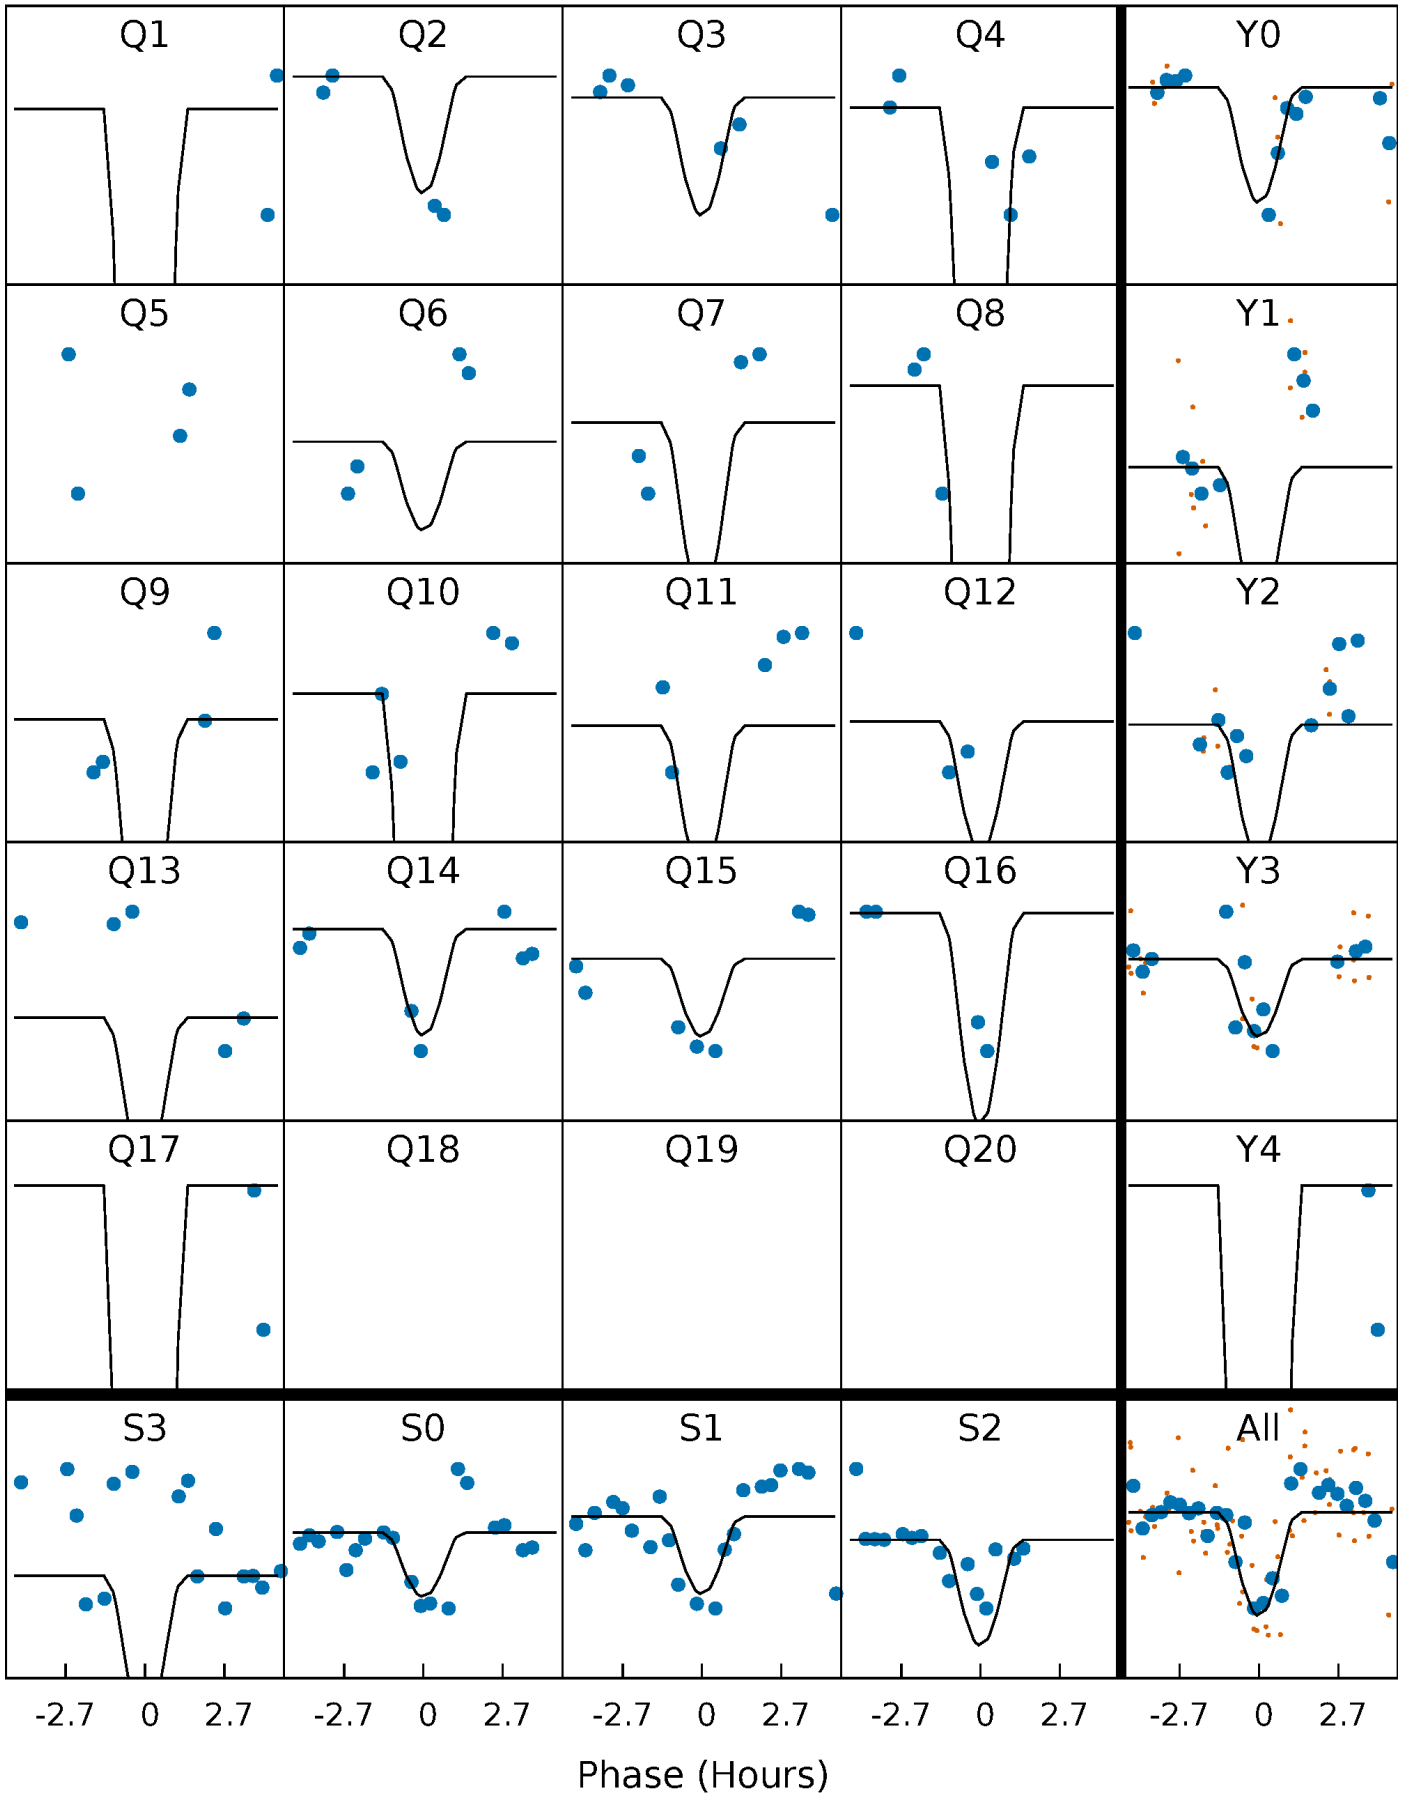 Q1 Q2 Q3 Q4 Y0
Q5 Q6 Q7 Q8 Y1
Q9 Q10 Q11 Q12 Y2
Q13 Q14 Q15 Q16 Y3
Q17 Q18 Q19 Q20 Y4
S3 S0 S1 S2 All
-2.7 0 2.7 -2.7 0 2.7 -2.7 0 2.7 -2.7 0 2.7 -2.7 0 2.7
Phase (Hours)